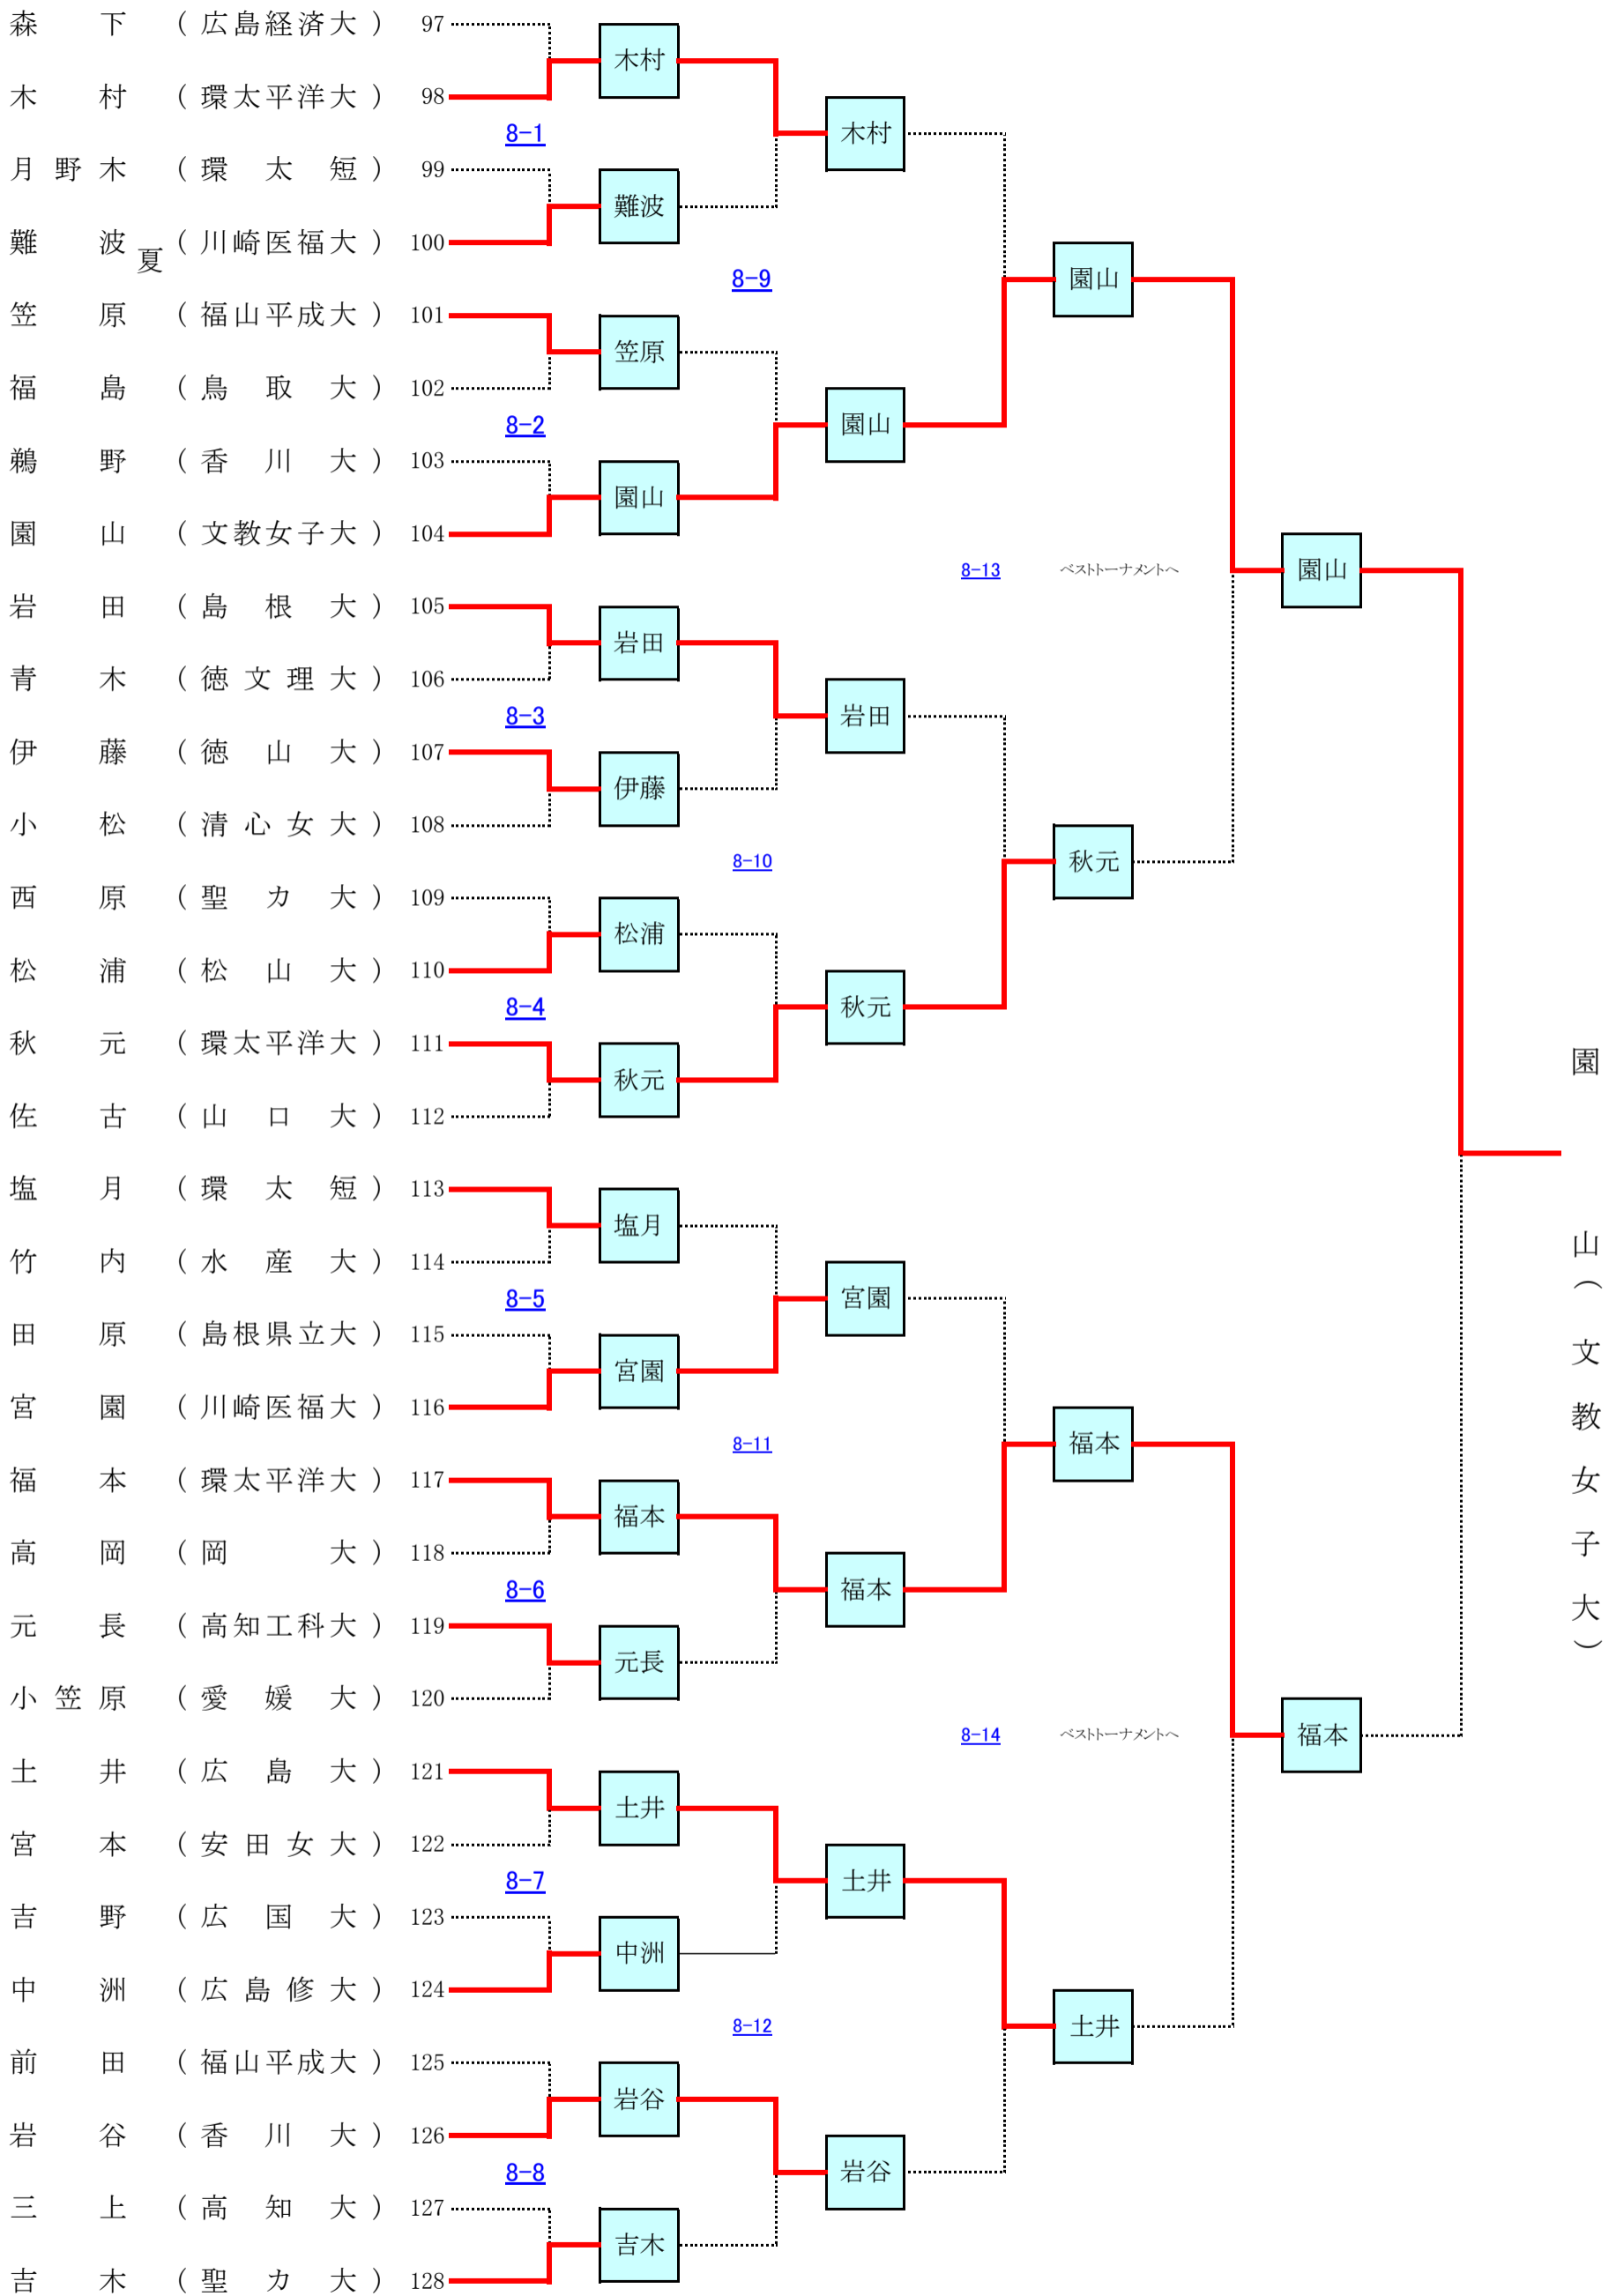 森下（広島経済大）97
木村
木村（環太平洋大）98
木村
8-1
月野木（環太短）99
難波
難波夏（川崎医福大）100
園山
8-9
笠原（福山平成大）101
笠原
福島（鳥取大）102
園山
8-2
鵜野（香川大）103
園山
園山（文教女子大）104
8-13 ベストトーナメントへ
園山
岩田（島根大）105
岩田
青木（徳文理大）106
岩田
8-3
伊藤（徳山大）107
伊藤
小松（清心女大）108
秋元
8-10
西原（聖カ大）109
松浦
松浦（松山大）110
秋元
8-4
秋元（環太平洋大）111
秋元
佐古（山口大）112
園山（文教女子大）
塩月（環太短）113
塩月
竹内（水産大）114
宮園
8-5
田原（島根県立大）115
宮園
宮園（川崎医福大）116
福本
8-11
福本（環太平洋大）117
福本
高岡（岡大）118
福本
8-6
元長（高知工科大）119
元長
小笠原（愛媛大）120
8-14 ベストトーナメントへ
福本
土井（広島大）121
土井
宮本（安田女大）122
土井
8-7
吉野（広国大）123
中洲
中洲（広島修大）124
土井
8-12
前田（福山平成大）125
岩谷
岩谷（香川大）126
岩谷
8-8
三上（高知大）127
吉木
吉木（聖カ大）128